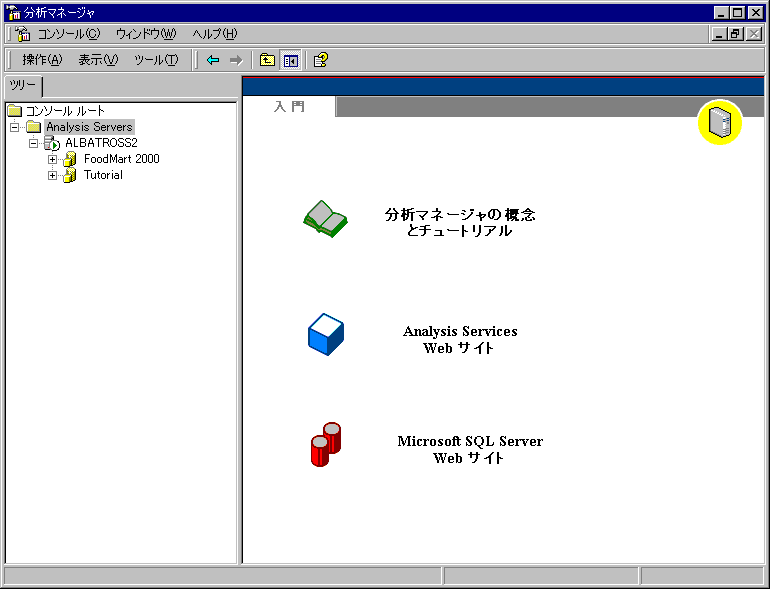 分析マネージャ
コンソール(C) ウィンドウ(W) ヘルプ(H)
操作(A) 表示(V) ツール(T)
ツリー
コンソール ルート
Analysis Servers
ALBATROSS2
FoodMart 2000
Tutorial
入門
分析マネージャの概念
とチュートリアル
Analysis Services
Web サイト
Microsoft SQL Server
Web サイト